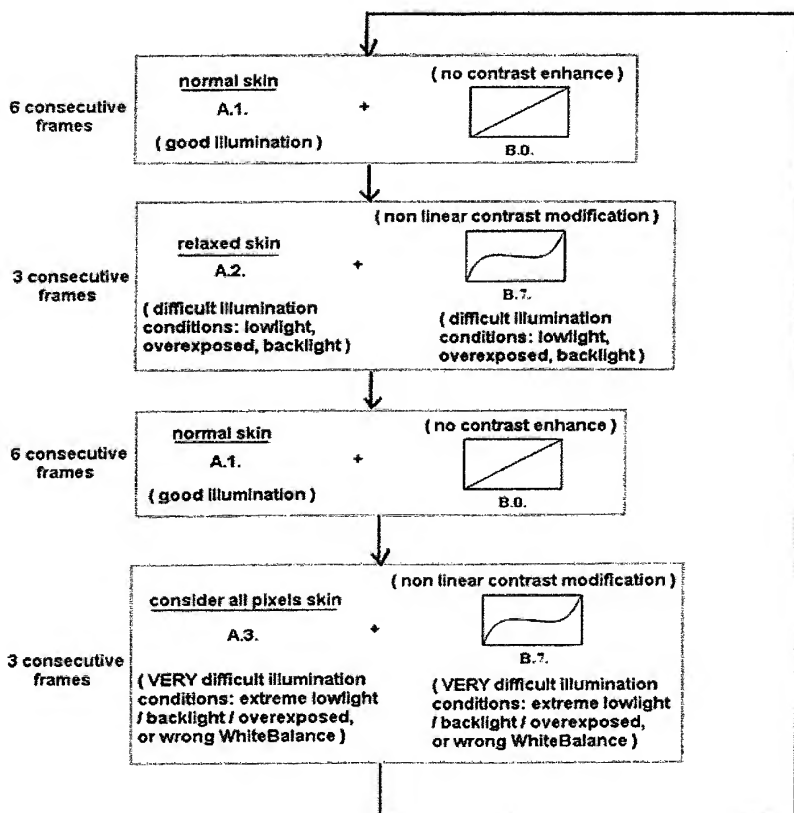 6 consecutive
frames
normal skin
A.1.
( good illumination )
+
( no contrast enhance )
B.0.
3 consecutive
frames
relaxed skin
A.2.
( difficult illumination
conditions: lowlight,
overexposed, backlight )
+
( non linear contrast modification )
B.7.
( difficult illumination
conditions: lowlight,
overexposed, backlight )
6 consecutive
frames
normal skin
A.1.
( good illumination )
+
( no contrast enhance )
B.0.
3 consecutive
frames
consider all pixels skin
A.3.
( VERY difficult illumination
conditions: extreme lowlight
/ backlight / overexposed,
or wrong WhiteBalance )
+
( non linear contrast modification )
B.7.
( VERY difficult illumination
conditions: extreme lowlight
/ backlight / overexposed,
or wrong WhiteBalance )